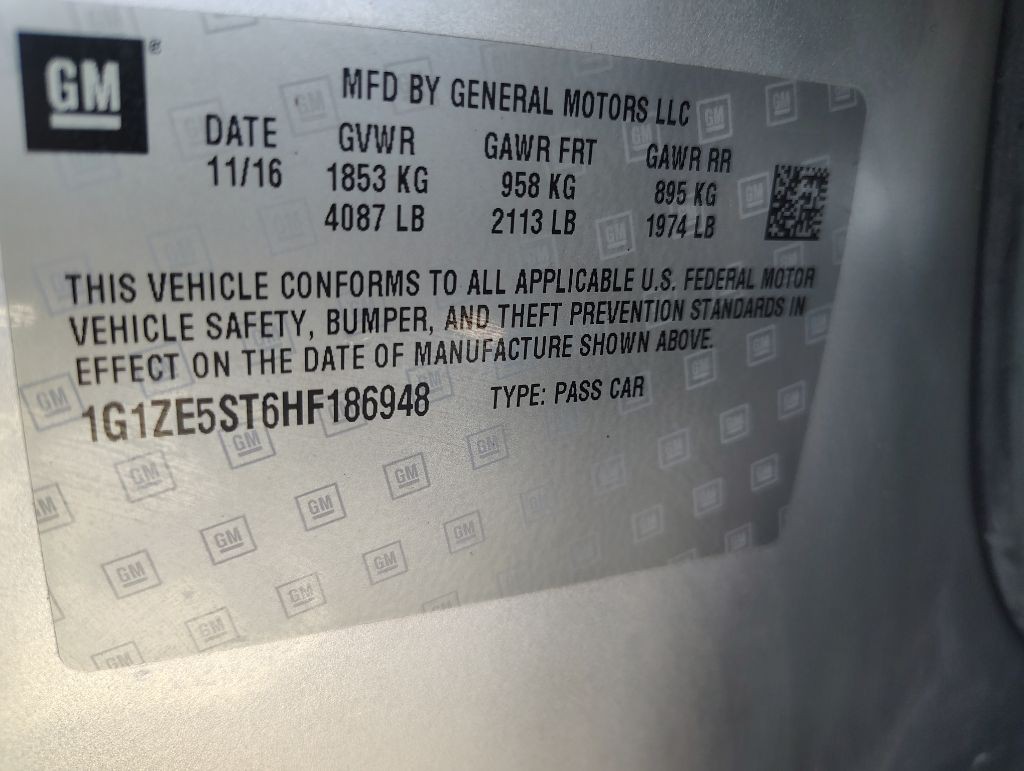 GM
MFD BY GENERAL MOTORS LLC
DATE GVWR GAWR FRT GAWR RR
11/16 1853 KG 958 KG 895 KG
4087 LB 2113 LB 1974 LB
THIS VEHICLE CONFORMS TO ALL APPLICABLE U.S. FEDERAL MOTOR
VEHICLE SAFETY, BUMPER, AND THEFT PREVENTION STANDARDS IN
EFFECT ON THE DATE OF MANUFACTURE SHOWN ABOVE.
1G1ZE5ST6HF186948 TYPE: PASS CAR